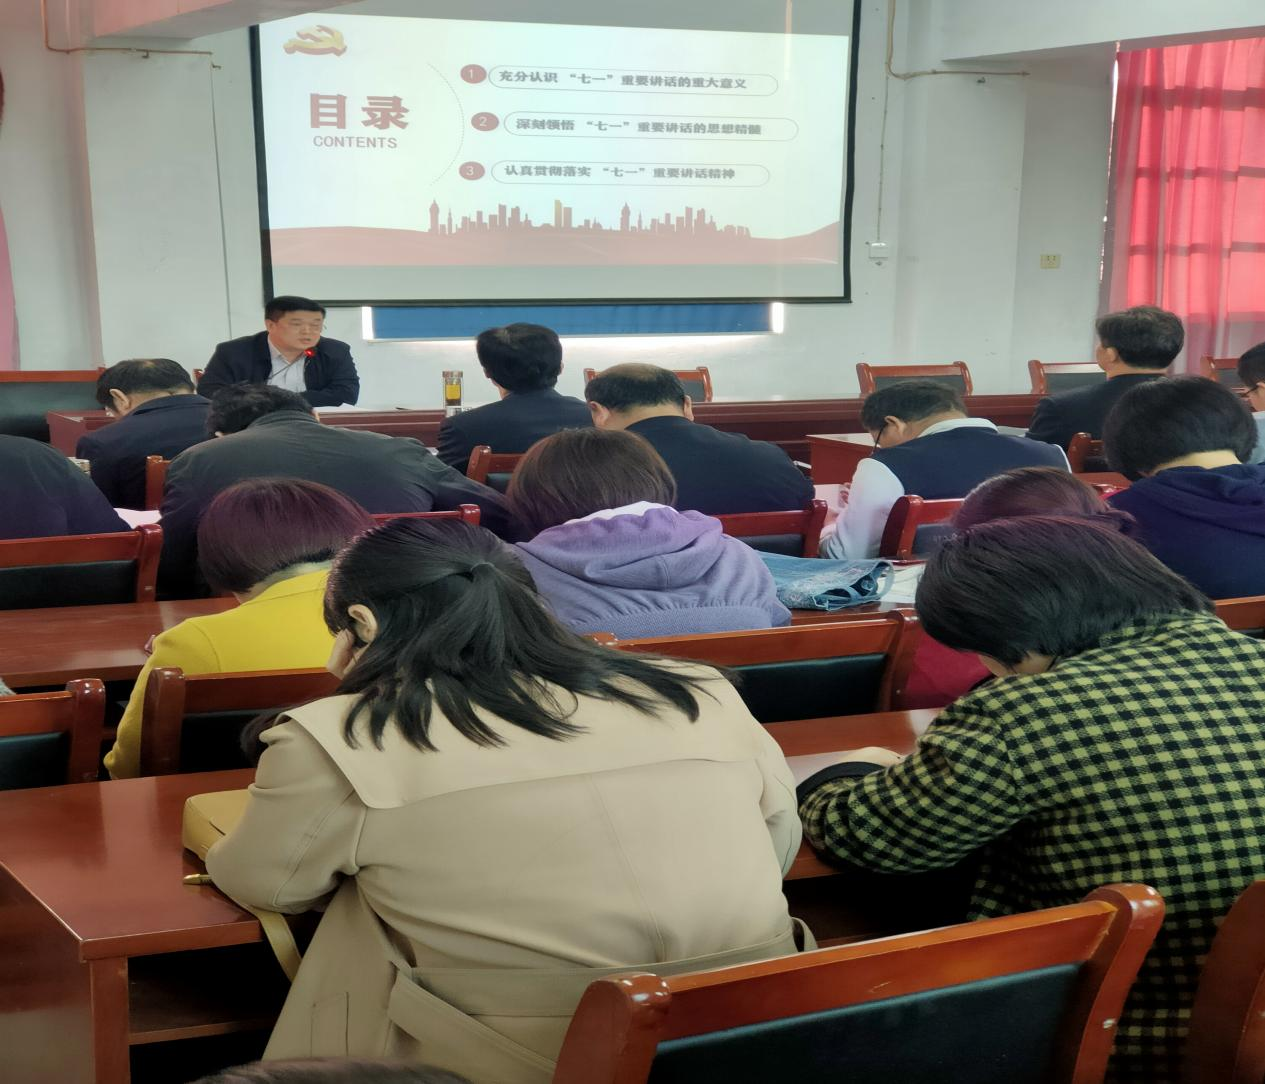 目录
CONTENTS
1 充分认识“七一”重要讲话的重大意义
2 深刻领悟“七一”重要讲话的思想精髓
3 认真贯彻落实“七一”重要讲话精神